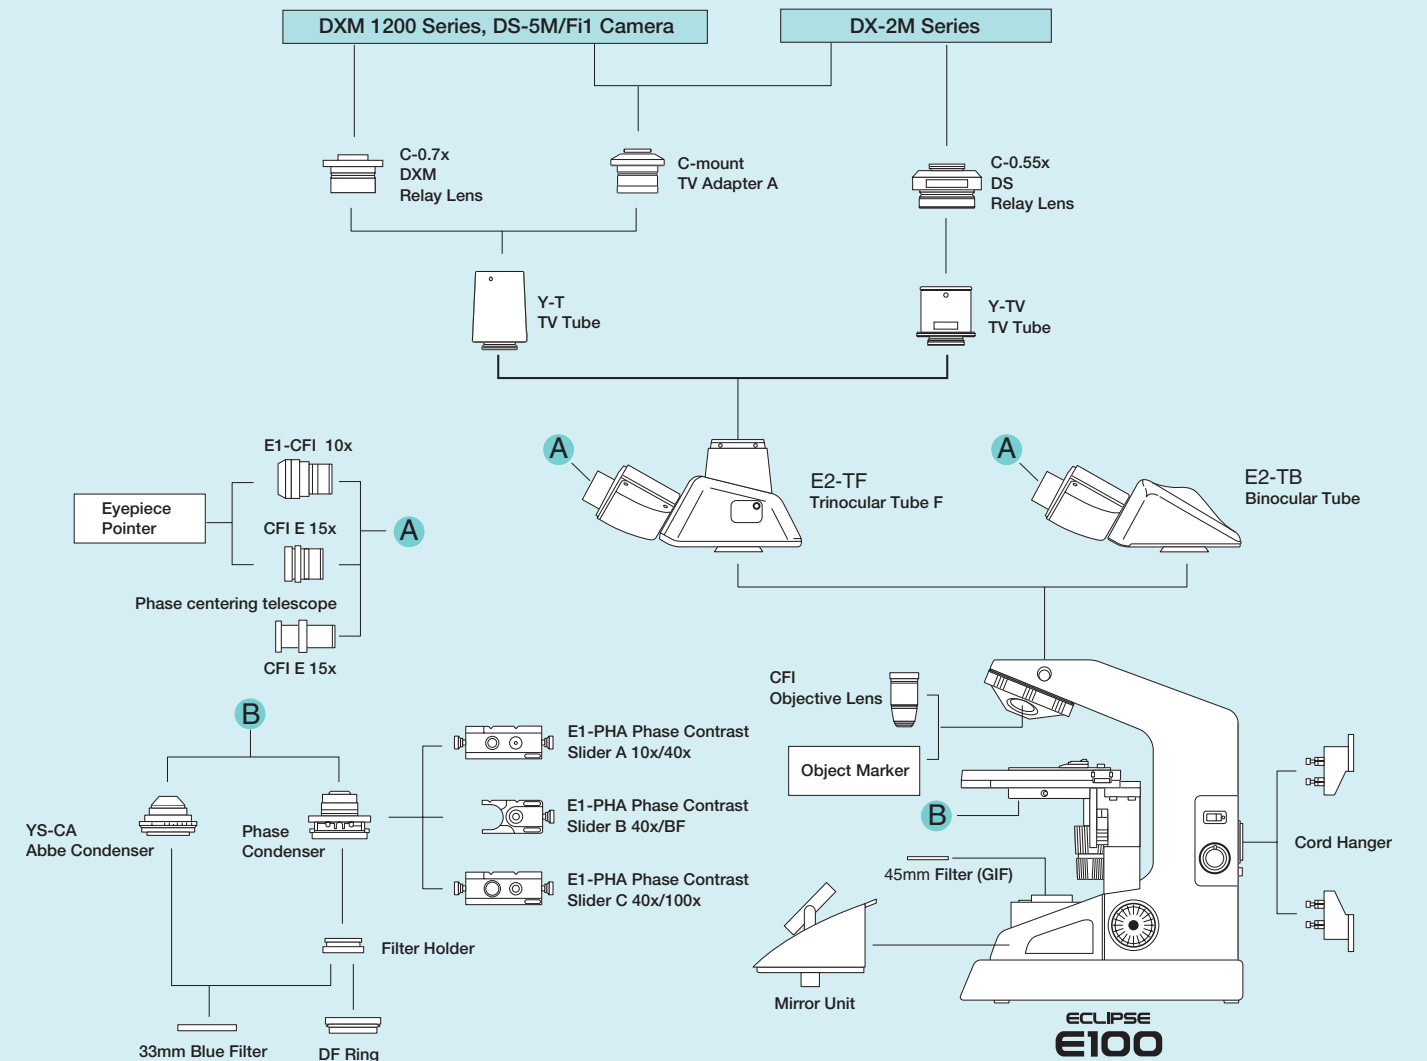 DXM 1200 Series, DS-5M/Fi1 Camera
DX-2M Series
C-0.7x
DXM
Relay Lens
C-mount
TV Adapter A
C-0.55x
DS
Relay Lens
Y-T
TV Tube
Y-TV
TV Tube
E1-CFI 10x
Eyepiece
Pointer
CFI E 15x
A
Phase centering telescope
CFI E 15x
A
E2-TF
Trinocular Tube F
A
E2-TB
Binocular Tube
B
YS-CA
Abbe Condenser
Phase
Condenser
E1-PHA Phase Contrast
Slider A 10x/40x
E1-PHA Phase Contrast
Slider B 40x/BF
E1-PHA Phase Contrast
Slider C 40x/100x
Filter Holder
33mm Blue Filter
DF Ring
CFI
Objective Lens
Object Marker
B
45mm Filter (GIF)
Mirror Unit
Cord Hanger
ECLIPSE
E100